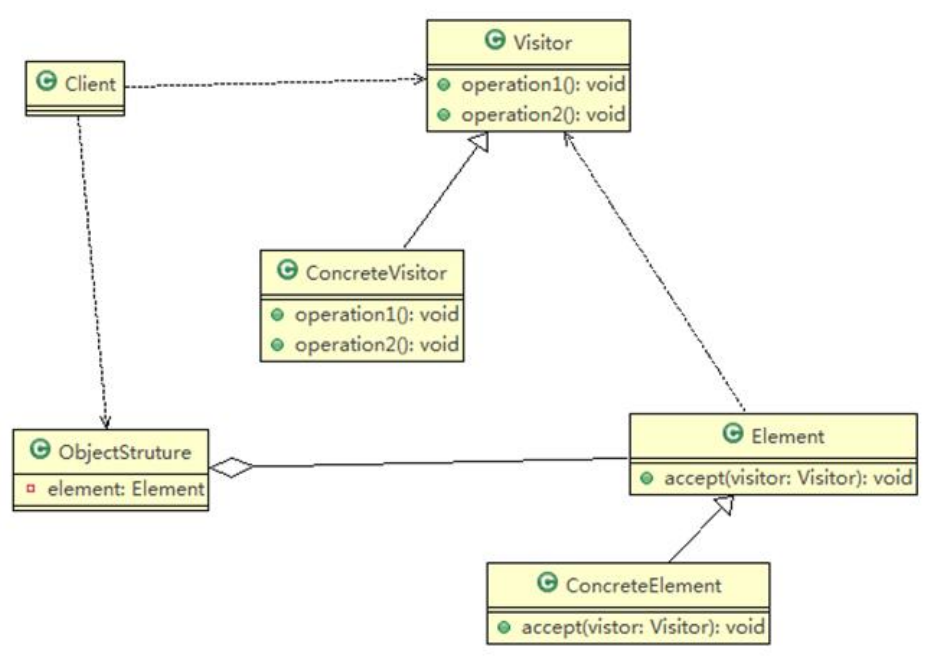 C Visitor
operation1(): void
operation2(): void
C Client
C ConcreteVisitor
operation1(): void
operation2(): void
C ObjectStruture
element: Element
C Element
accept(visitor: Visitor): void
C ConcreteElement
accept(vistor: Visitor): void